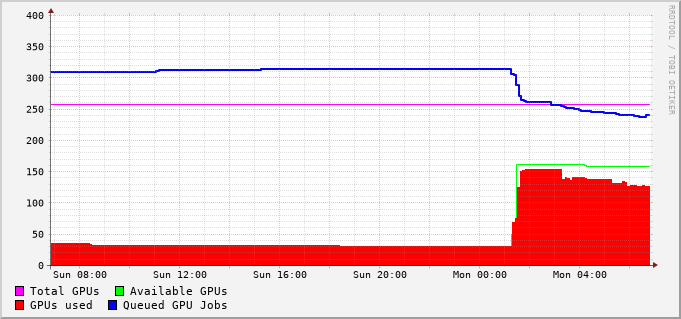 400
350
300
250
200
150
100
50
0
Sun 08:00 Sun 12:00 Sun 16:00 Sun 20:00 Mon 00:00 Mon 04:00
Total GPUs Available GPUs
GPUs used Queued GPU Jobs
RRDTOOL / TOBI OETIKER